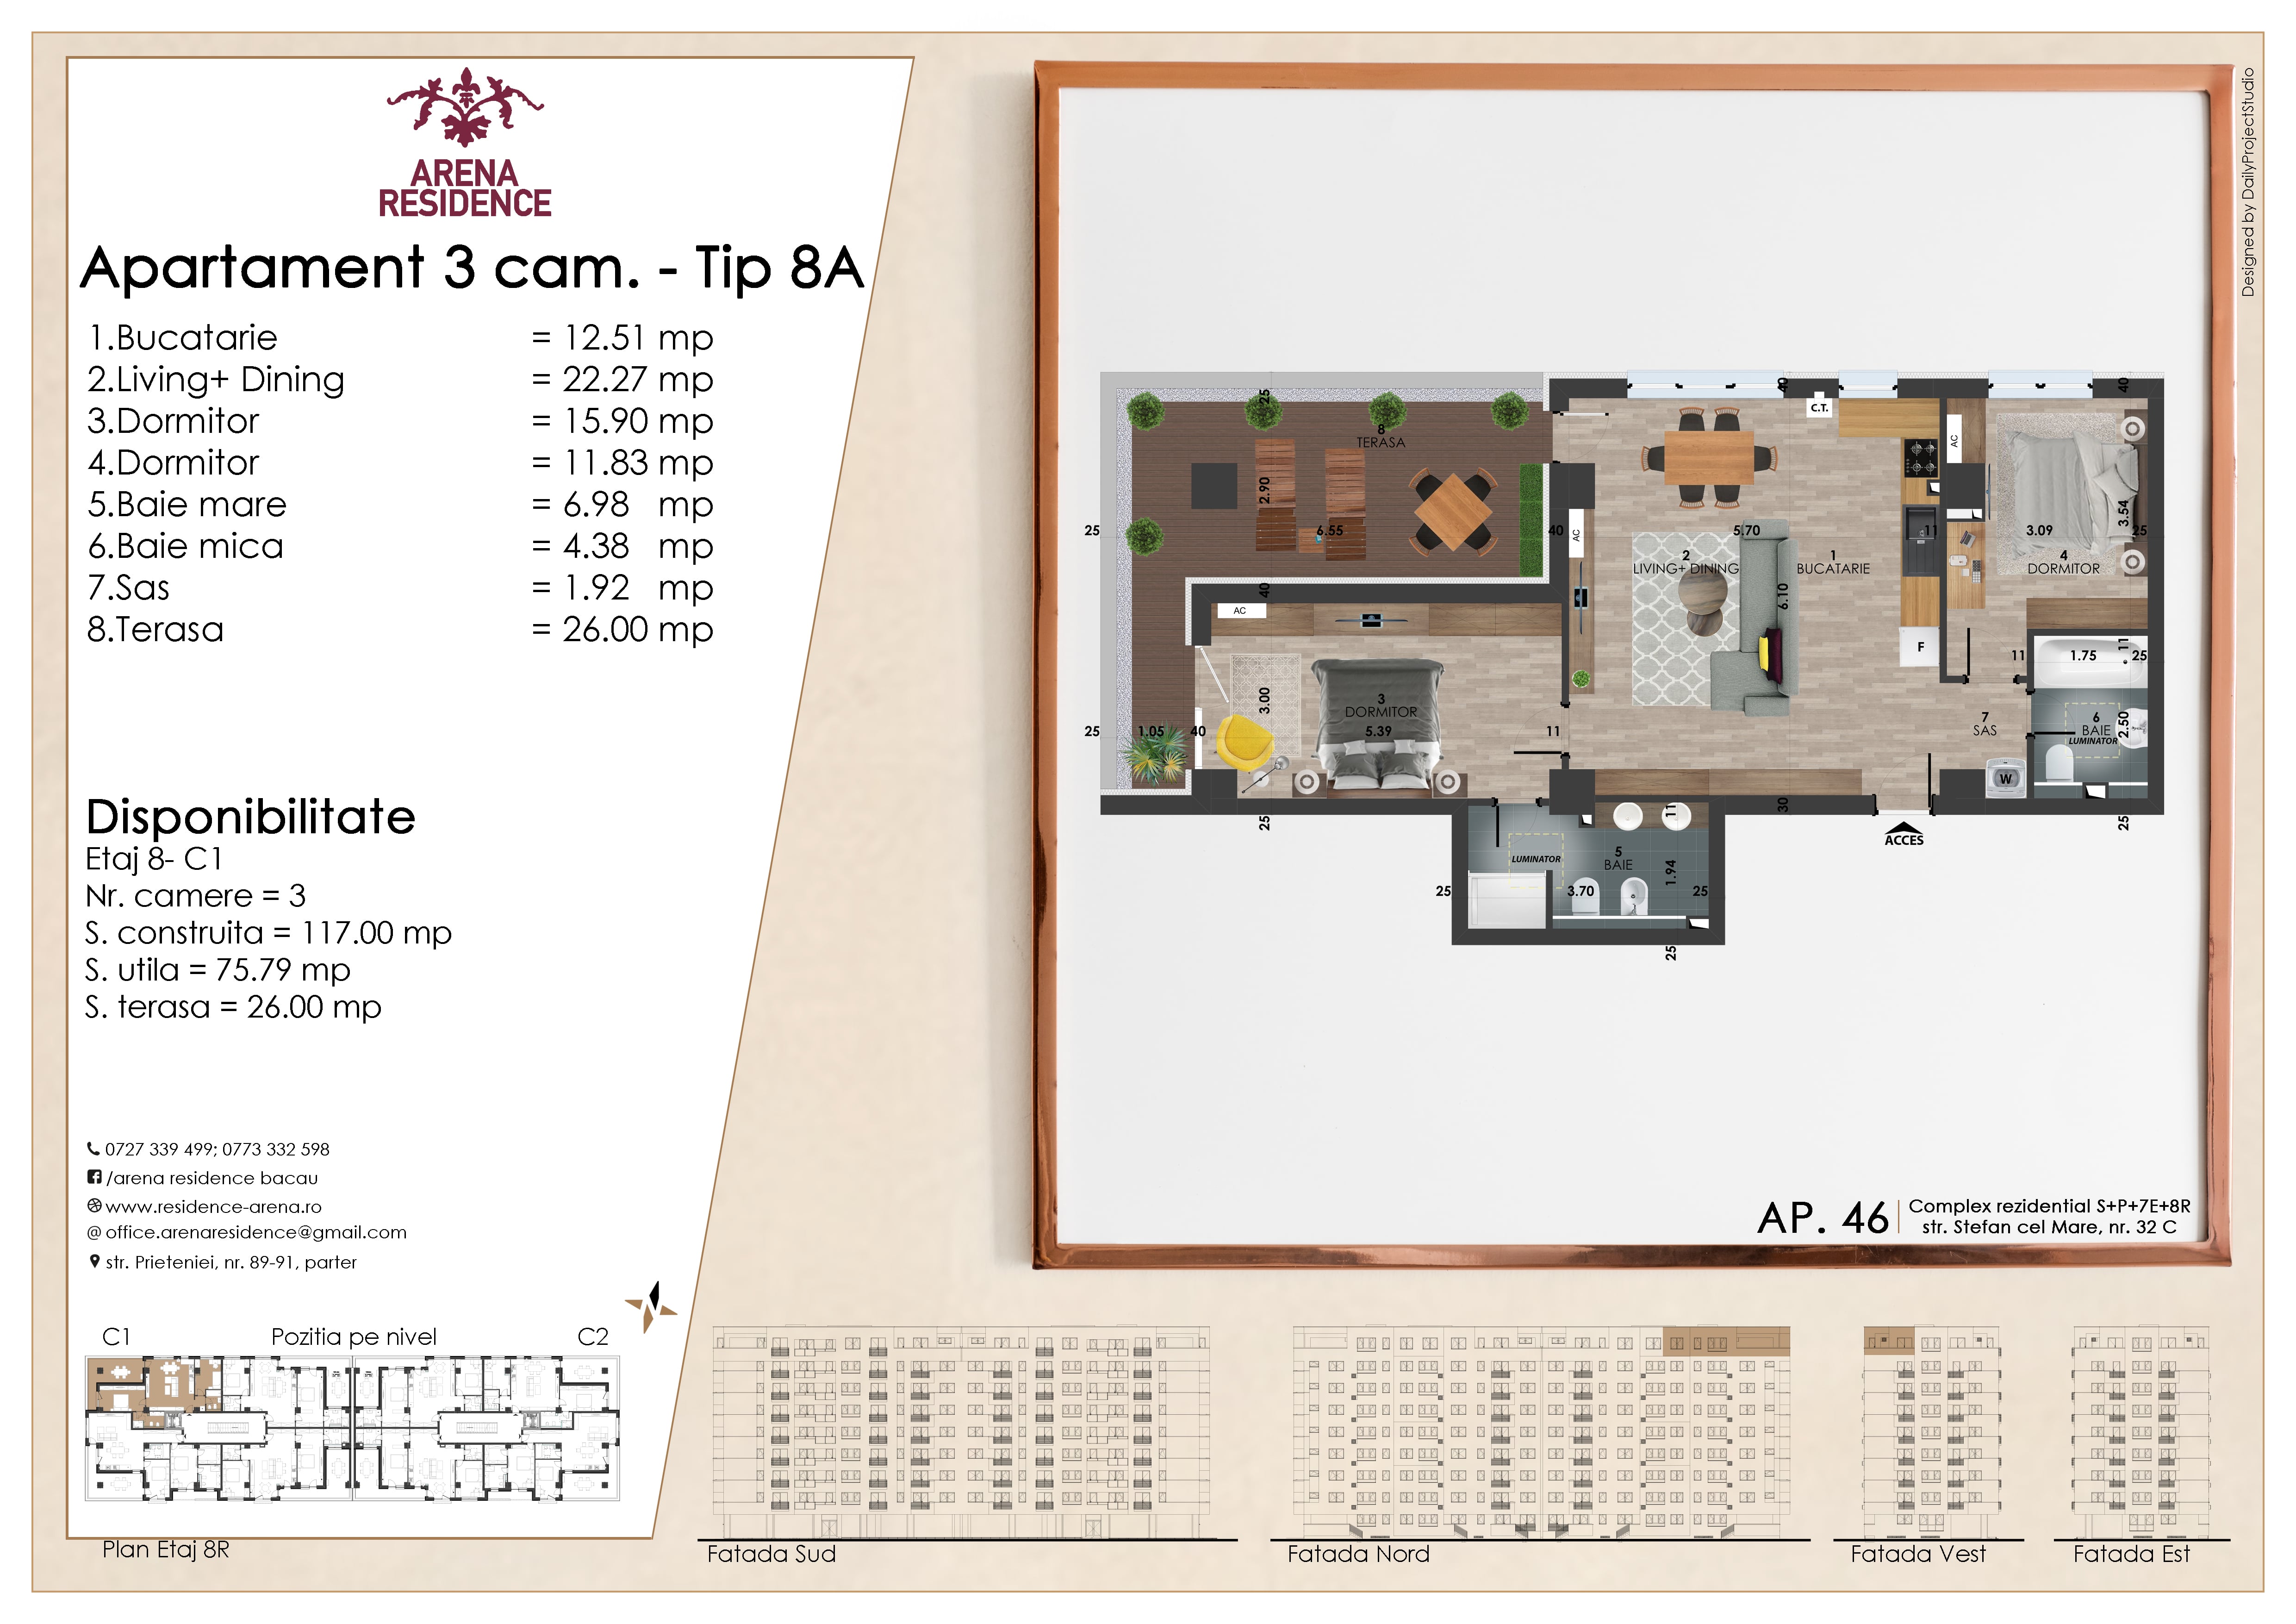 ARENA
RESIDENCE
Apartament 3 cam. - Tip 8A
1.Bucatarie = 12.51 mp
2.Living+ Dining = 22.27 mp
3.Dormitor = 15.90 mp
4.Dormitor = 11.83 mp
5.Baie mare = 6.98 mp
6.Baie mica = 4.38 mp
7.Sas = 1.92 mp
8.Terasa = 26.00 mp
Disponibilitate
Etaj 8- C1
Nr. camere = 3
S. construita = 117.00 mp
S. utila = 75.79 mp
S. terasa = 26.00 mp
0727 339 499; 0773 332 598
/arena residence bacau
www.residence-arena.ro
@ office.arenaresidence@gmail.com
str. Prieteniei, nr. 89-91, parter
C1 Pozitia pe nivel C2
Plan Etaj 8R
Designed by DailyProjectStudio
25
40
40
8
TERASA
C.T.
AC
2.90
3.54
25
6.55
40
AC
5.70
11
3.09
25
2
LIVING+ DINING
1
BUCATARIE
4
DORMITOR
40
AC
6.10
F
11
11
1.75
25
3.00
3
DORMITOR
25
1.05
40
5.39
11
7
SAS
6
BAIE
LUMINATOR
2.50
W
25
11
30
25
ACCES
LUMINATOR
5
BAIE
1.94
25
3.70
25
25
AP. 46
Complex rezidential S+P+7E+8R
str. Stefan cel Mare, nr. 32 C
Fatada Sud
Fatada Nord
Fatada Vest
Fatada Est